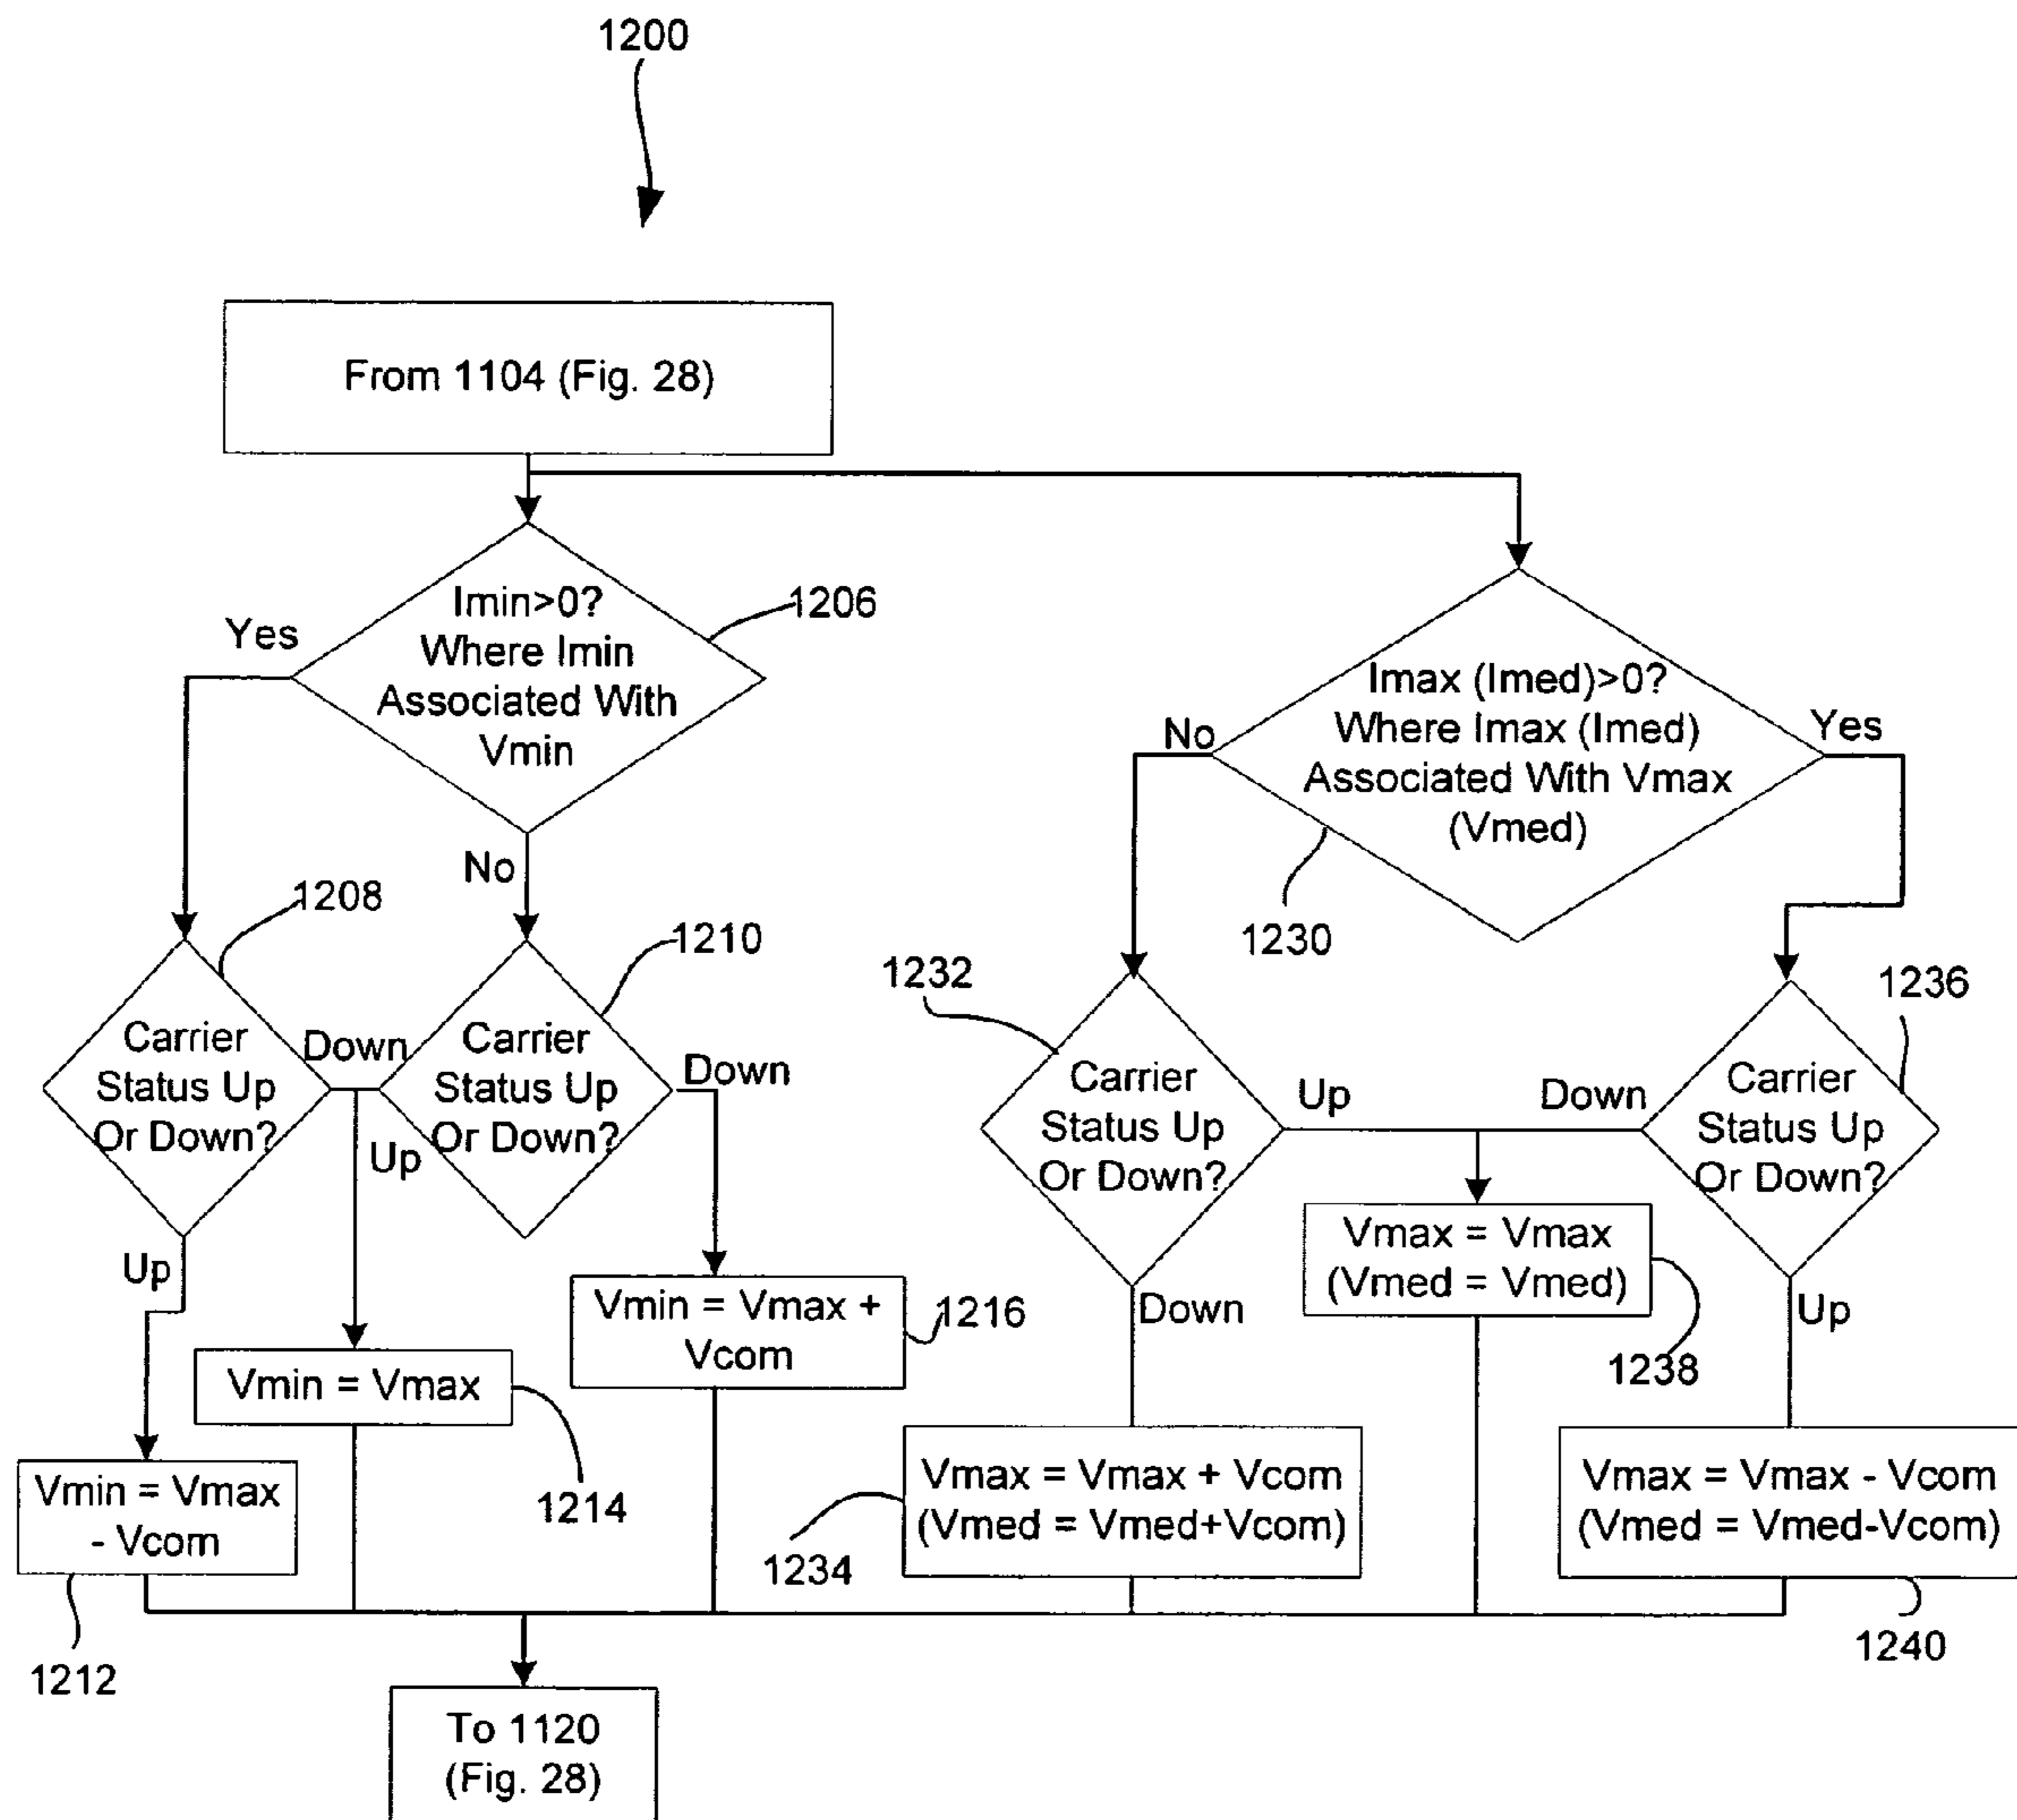 1200
From 1104 (Fig. 28)
Imin>0?
Where Imin
Associated With
Vmin
1206
Yes
No
Imax (Imed)>0?
Where Imax (Imed)
Associated With Vmax
(Vmed)
No
Yes
1230
1208
1210
1232
1236
Carrier
Status Up
Or Down?
Down
Up
Carrier
Status Up
Or Down?
Up
Down
Carrier
Status Up
Or Down?
Up
Down
Carrier
Status Up
Or Down?
Down
Up
Vmin = Vmax +
Vcom
1216
Vmax = Vmax
(Vmed = Vmed)
1238
Vmin = Vmax
1214
Vmin = Vmax
- Vcom
1212
Vmax = Vmax + Vcom
(Vmed = Vmed+Vcom)
1234
Vmax = Vmax - Vcom
(Vmed = Vmed-Vcom)
1240
To 1120
(Fig. 28)